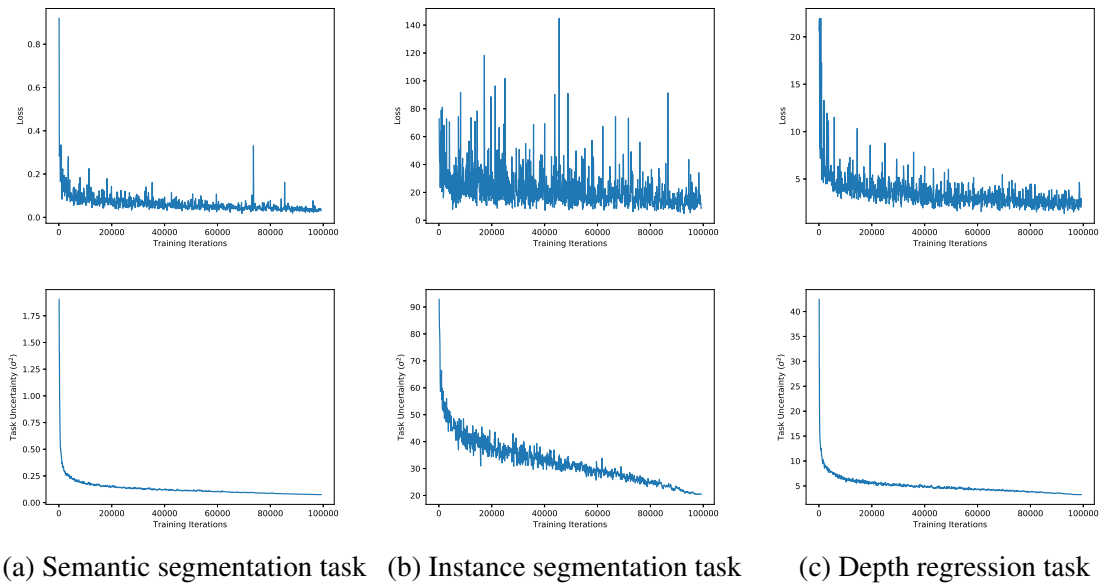 0.8
0.6
0.4
0.2
0.0
Loss
0 20000 40000 60000 80000 100000
Training Iterations
140
120
100
80
60
40
20
0
Loss
0 20000 40000 60000 80000 100000
Training Iterations
20
15
10
5
Loss
0 20000 40000 60000 80000 100000
Training Iterations
1.75
1.50
1.25
1.00
0.75
0.50
0.25
0.00
Task Uncertainty (σ²)
0 20000 40000 60000 80000 100000
Training Iterations
90
80
70
60
50
40
30
20
Task Uncertainty (σ²)
0 20000 40000 60000 80000 100000
Training Iterations
40
35
30
25
20
15
10
5
Task Uncertainty (σ²)
0 20000 40000 60000 80000 100000
Training Iterations
(a) Semantic segmentation task
(b) Instance segmentation task
(c) Depth regression task